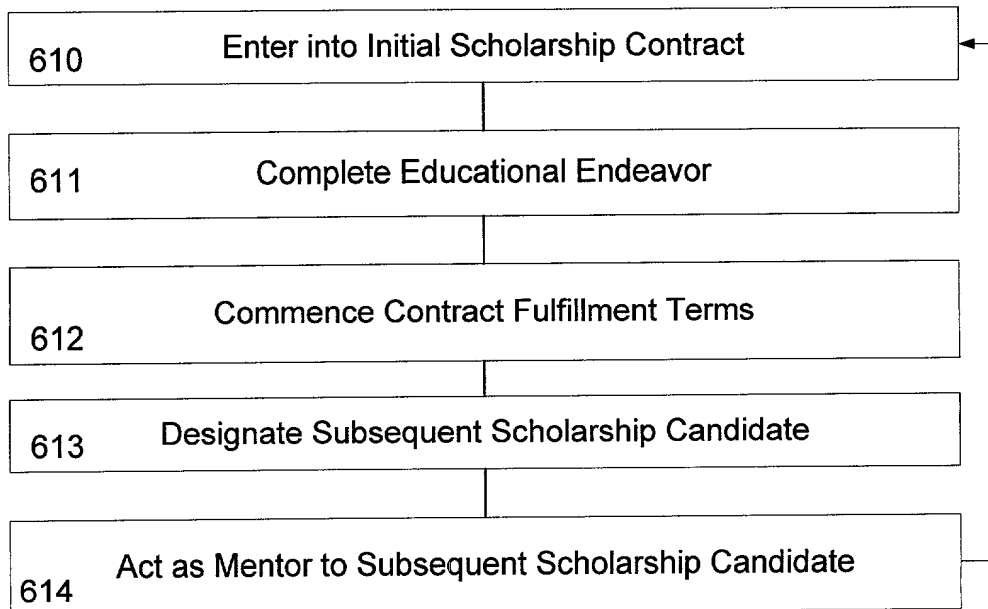 610 Enter into Initial Scholarship Contract
611 Complete Educational Endeavor
612 Commence Contract Fulfillment Terms
613 Designate Subsequent Scholarship Candidate
614 Act as Mentor to Subsequent Scholarship Candidate